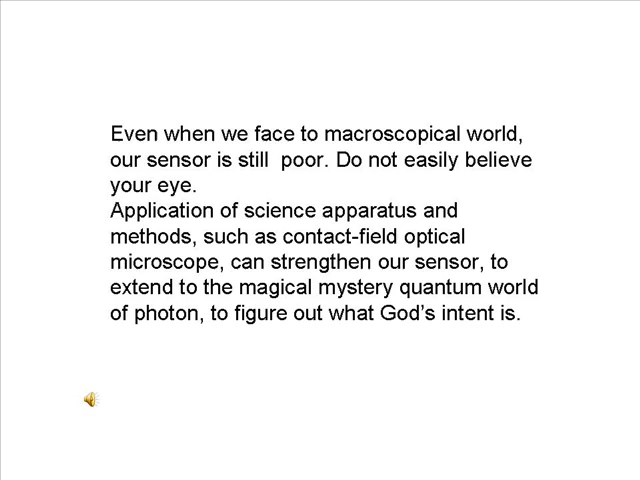 Even when we face to macroscopical world,
our sensor is still  poor. Do not easily believe
your eye.
Application of science apparatus and
methods, such as contact-field optical
microscope, can strengthen our sensor, to
extend to the magical mystery quantum world
of photon, to figure out what God’s intent is.